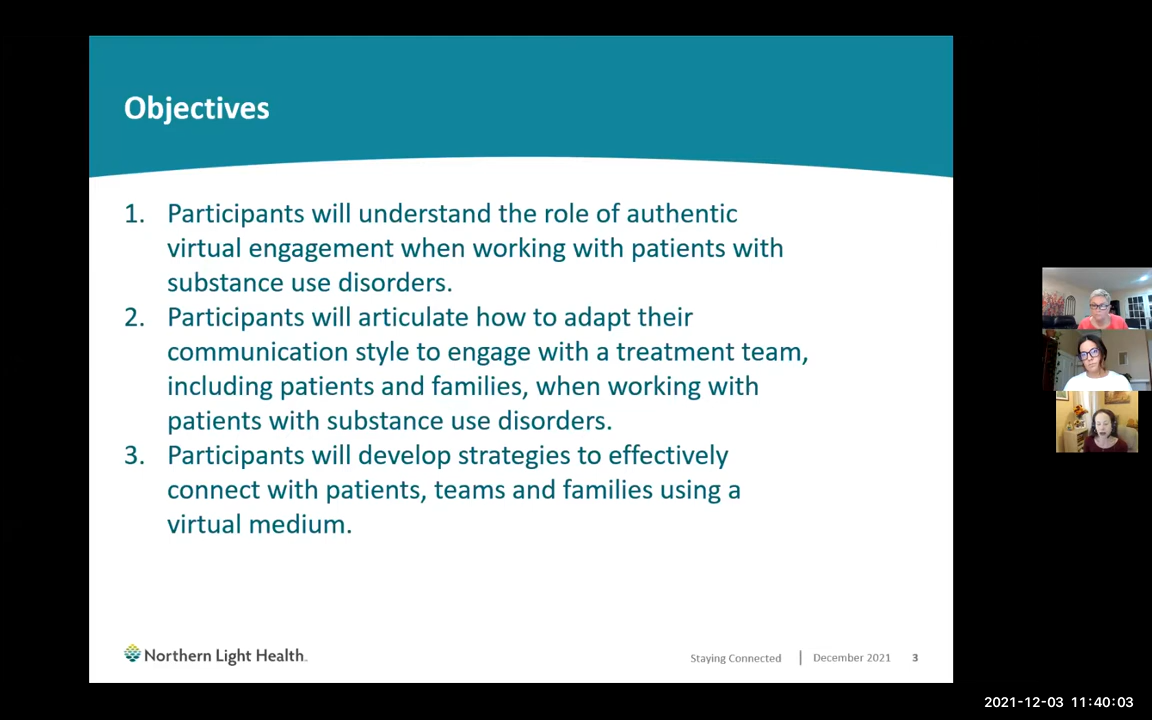 Objectives
1. Participants will understand the role of authentic
virtual engagement when working with patients with
substance use disorders.
2. Participants will articulate how to adapt their
communication style to engage with a treatment team,
including patients and families, when working with
patients with substance use disorders.
3. Participants will develop strategies to effectively
connect with patients, teams and families using a
virtual medium.
Northern Light Health.
Staying Connected | December 2021 3
2021-12-03 11:40:03